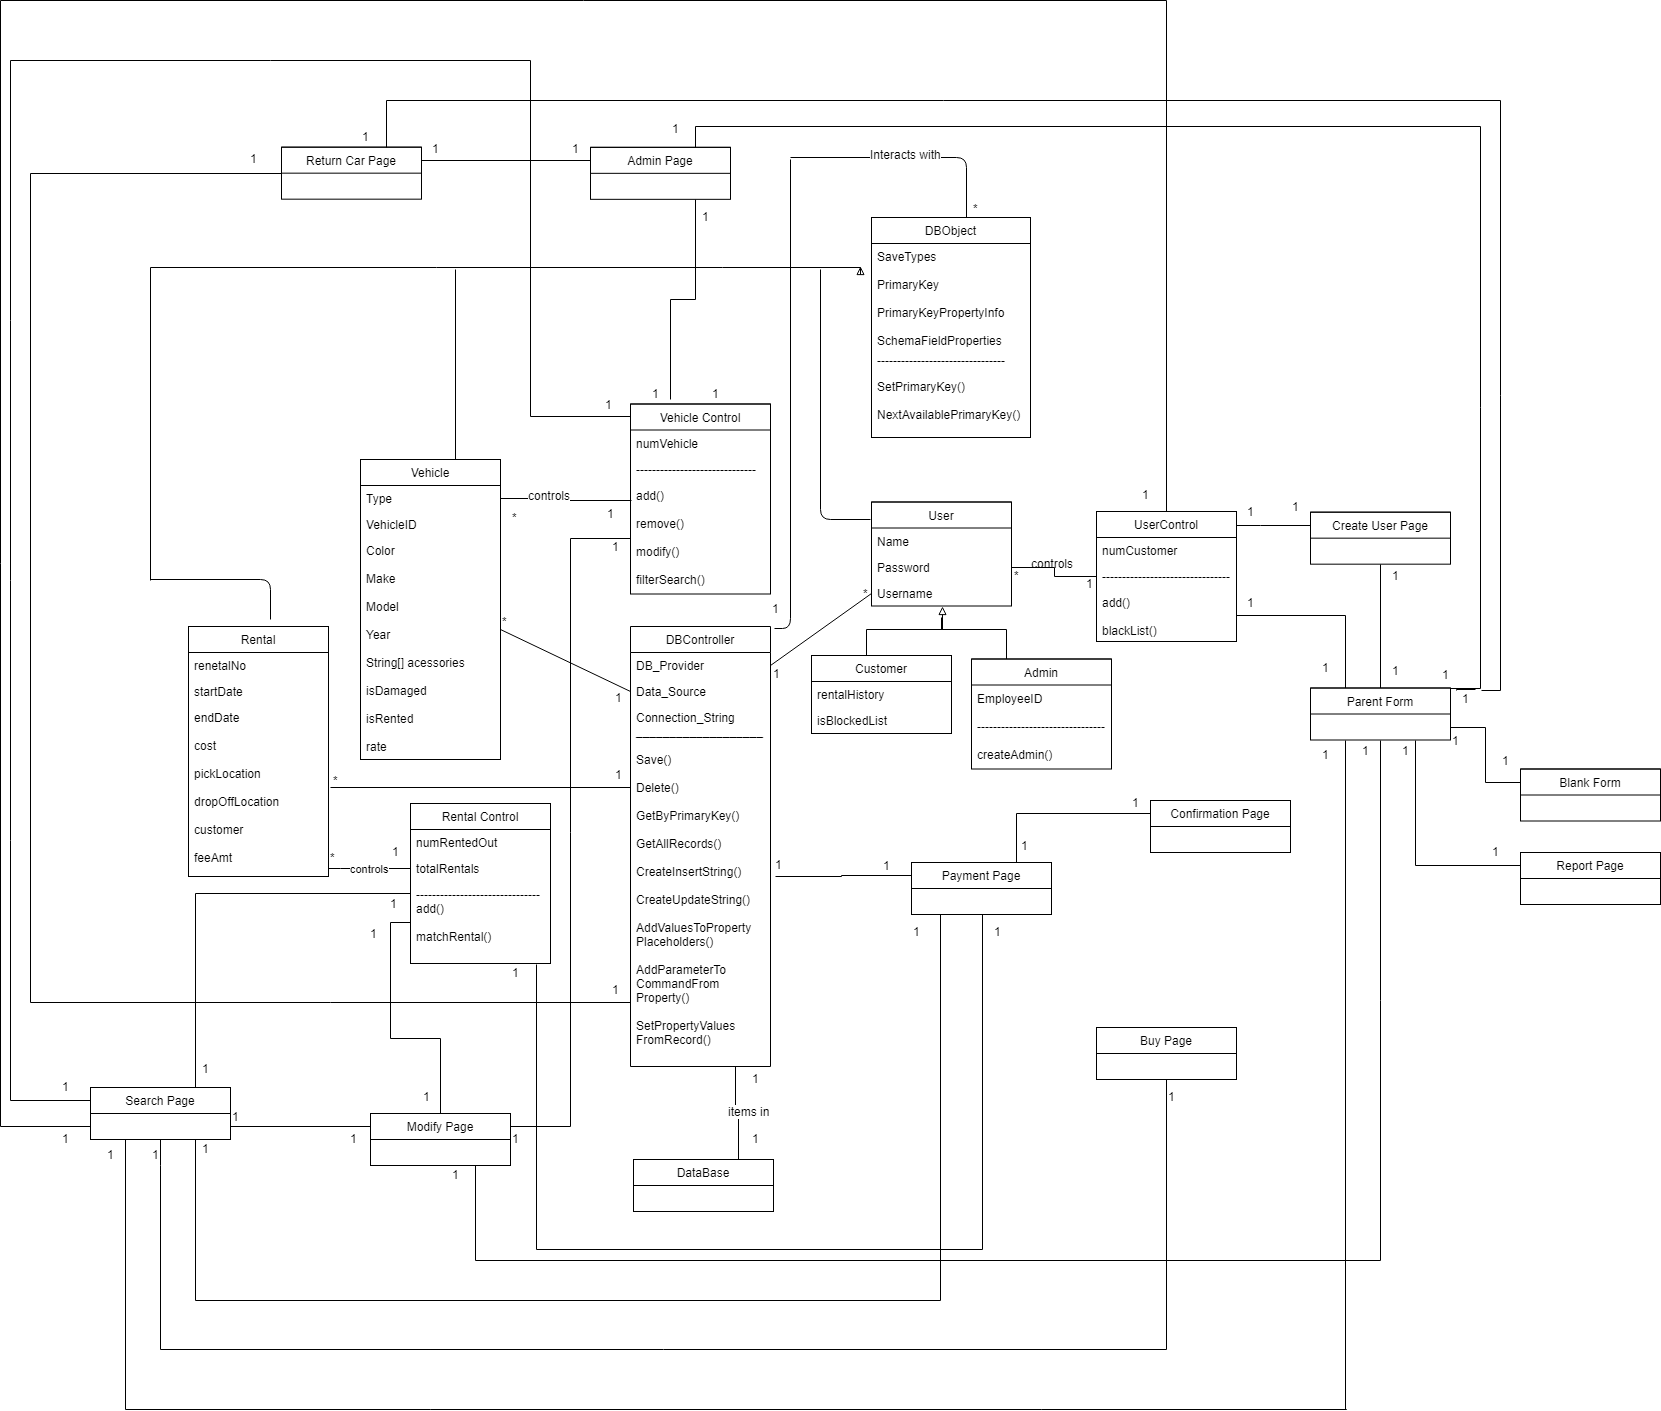 1
1
1
Return Car Page
1
1
Admin Page
1
Interacts with
*
DBObject
SaveTypes
PrimaryKey
PrimaryKeyPropertyInfo
SchemaFieldProperties
--------------------------------
SetPrimaryKey()
NextAvailablePrimaryKey()
1
1
1
Vehicle Control
numVehicle
------------------------------
add()
remove()
modify()
filterSearch()
Vehicle
Type
VehicleID
Color
Make
Model
Year
String[] acessories
isDamaged
isRented
rate
controls
*
1
1
*
1
User
Name
Password
Username
*
controls
1
1
UserControl
numCustomer
--------------------------------
add()
blackList()
1
1
Create User Page
1
1
Rental
renetalNo
startDate
endDate
cost
pickLocation
dropOffLocation
customer
feeAmt
*
1
*
controls
1
1
DBController
DB_Provider
Data_Source
Connection_String
___________________
Save()
Delete()
GetByPrimaryKey()
GetAllRecords()
CreateInsertString()
CreateUpdateString()
AddValuesToProperty
Placeholders()
AddParameterTo
CommandFrom
Property()
SetPropertyValues
FromRecord()
*
1
Customer
rentalHistory
isBlockedList
Admin
EmployeeID
--------------------------------
createAdmin()
1
1
1
1
Parent Form
1
1
1
1
1
Blank Form
1
Report Page
Rental Control
numRentedOut
totalRentals
-------------------------------
add()
matchRental()
1
1
1
1
1
1
Payment Page
1
1
1
1
Confirmation Page
Buy Page
1
1
1
Search Page
1
1
1
1
1
1
1
Modify Page
1
1
1
items in
1
DataBase